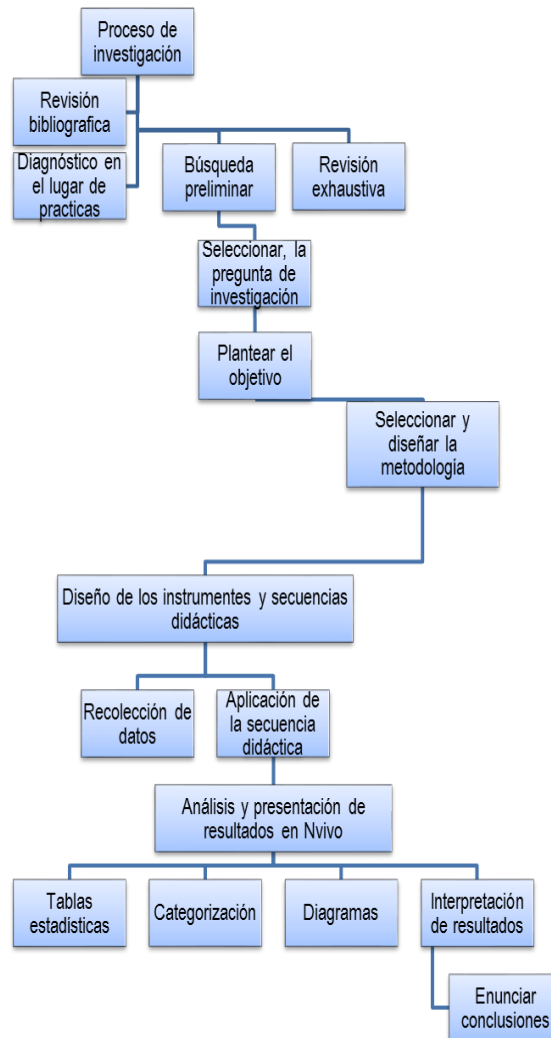 Proceso de
investigación
Revisión
bibliografica
Diagnóstico en
el lugar de
practicas
Búsqueda
preliminar
Revisión
exhaustiva
Seleccionar, la
pregunta de
investigación
Plantear el
objetivo
Seleccionar y
diseñar la
metodología
Diseño de los instrumentes y secuencias
didácticas
Recolección de
datos
Aplicación de
la secuencia
didáctica
Análisis y presentación de
resultados en Nvivo
Tablas
estadísticas
Categorización
Diagramas
Interpretación
de resultados
Enunciar
conclusiones